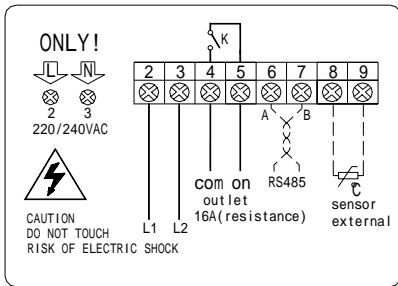 ONLY!
L N
2 3
220/240VAC
K
2 3 4 5 6 7 8 9
A B
RS485
℃
L1 L2
com on
outlet
16A(resistance)
sensor
external
CAUTION
DO NOT TOUCH
RISK OF ELECTRIC SHOCK